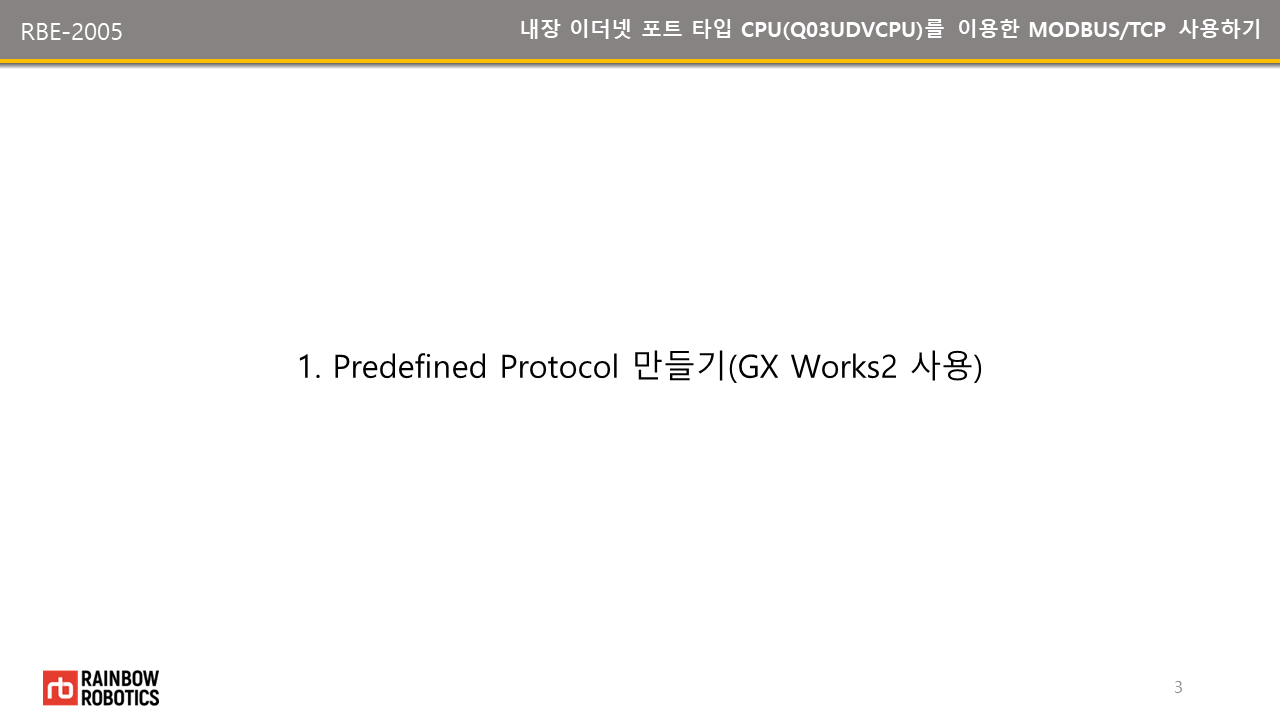 RBE-2005
내장 이더넷 포트 타입 CPU(Q03UDVCPU)를 이용한 MODBUS/TCP 사용하기
1. Predefined Protocol 만들기(GX Works2 사용)
rb RAINBOW
ROBOTICS
3